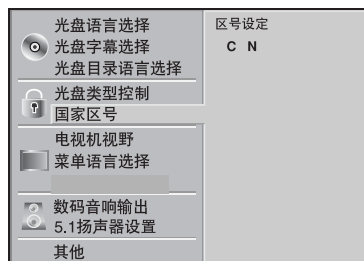 光盘语言选择
光盘字幕选择
光盘目录语言选择
光盘类型控制
国家区号
电视机视野
菜单语言选择
数码音响输出
5.1扬声器设置
其他
区号设定
C N